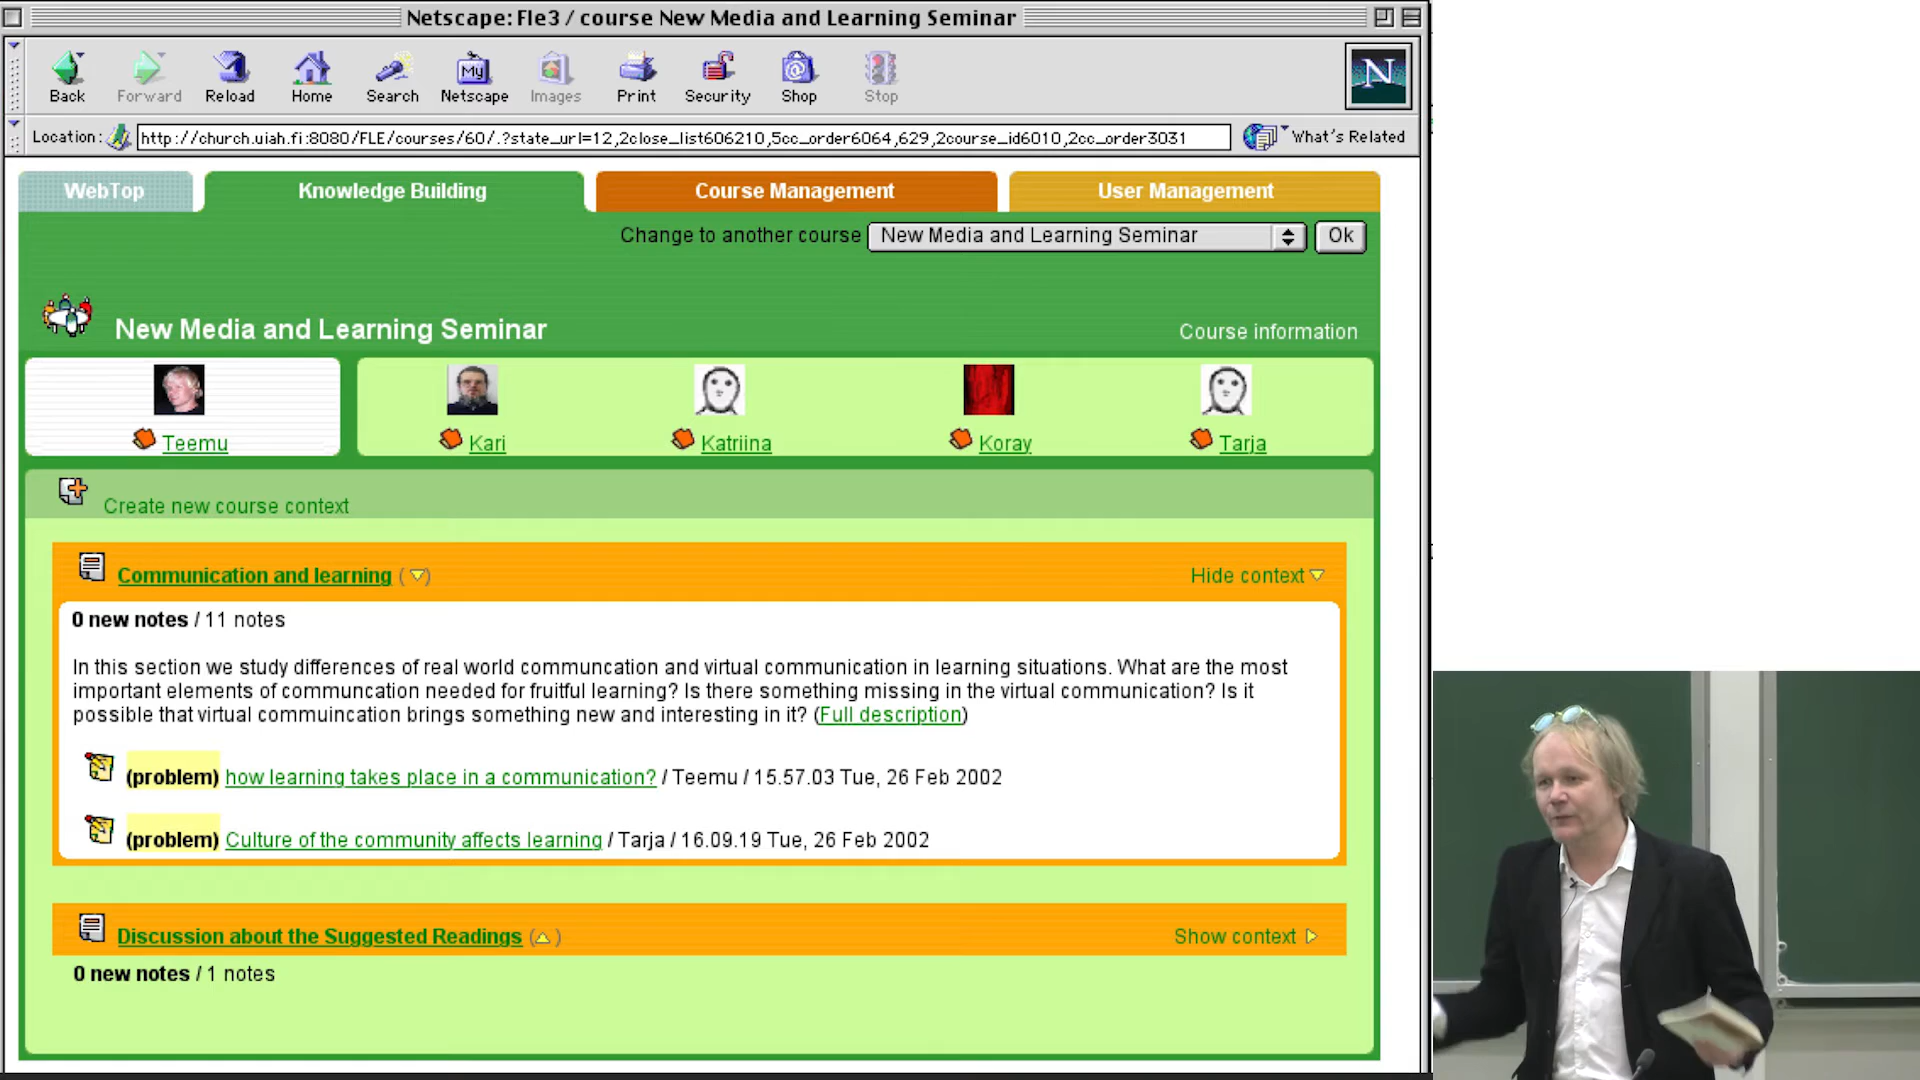 Netscape: Fle3 / course New Media and Learning Seminar
Back Forward Reload Home Search Netscape Images Print Security Shop Stop
My
N
Location: http://church.uiah.fi:8080/FLE/courses/60/.?state_url=12,2close_list606210,5cc_order6064,629,2course_id6010,2cc_order3031 What's Related
WebTop Knowledge Building Course Management User Management
Change to another course New Media and Learning Seminar Ok
New Media and Learning Seminar Course information
Teemu Kari Katriina Koray Tarja
Create new course context
Communication and learning ( ) Hide context
0 new notes / 11 notes
In this section we study differences of real world communcation and virtual communication in learning situations. What are the most
important elements of communcation needed for fruitful learning? Is there something missing in the virtual communication? Is it
possible that virtual commuincation brings something new and interesting in it? (Full description)
(problem) how learning takes place in a communication? / Teemu / 15.57.03 Tue, 26 Feb 2002
(problem) Culture of the community affects learning / Tarja / 16.09.19 Tue, 26 Feb 2002
Discussion about the Suggested Readings ( ) Show context
0 new notes / 1 notes